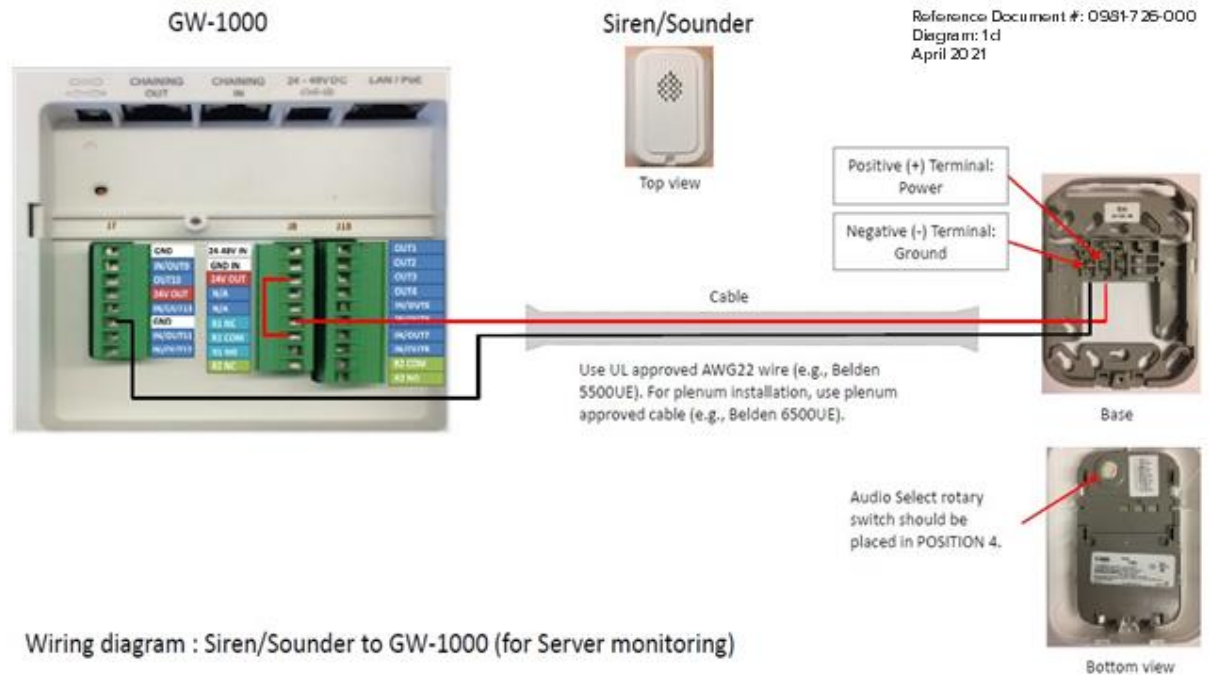 GW-1000
Siren/Sounder
Reference Document #: 0981-726-000
Diagram: 1d
April 2021
CHAINING OUT
CHAINING IN
24 - 48V DC
LAN / PoE
Top view
Positive (+) Terminal:
Power
Negative (-) Terminal:
Ground
J7
J8
J10
GND
IN/OUT9
OUT10
24V OUT
GND
IN/OUT11
24-48V IN
GND IN
24V OUT
N/A
N/A
R1 NC
R1 COM
R1 NO
R2 NC
OUT1
OUT2
OUT3
OUT4
IN/OUT5
IN/OUT7
IN/OUT8
R2 COM
R2 NO
Cable
Use UL approved AWG22 wire (e.g., Belden
5500UE). For plenum installation, use plenum
approved cable (e.g., Belden 6500UE).
Base
Audio Select rotary
switch should be
placed in POSITION 4.
Wiring diagram : Siren/Sounder to GW-1000 (for Server monitoring)
Bottom view